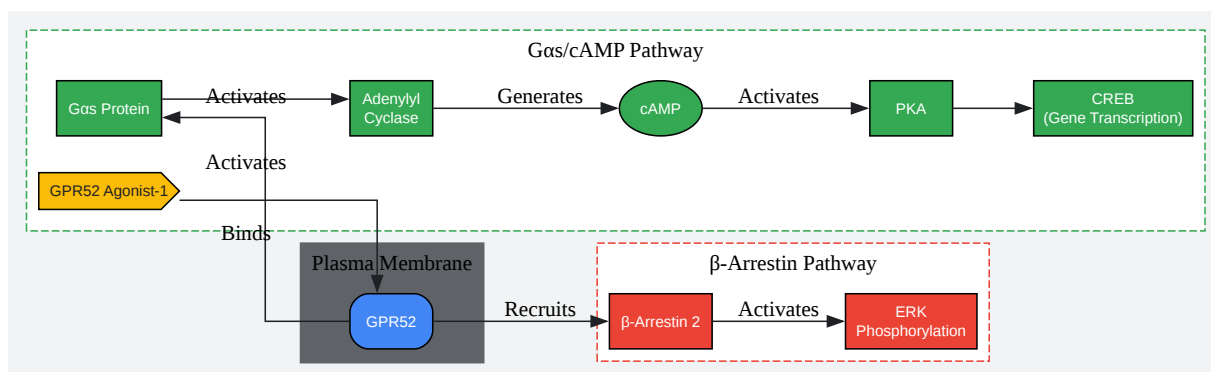 Gαs/cAMP Pathway
Gαs Protein
Activates
Adenylyl
Cyclase
Generates
cAMP
Activates
PKA
CREB
(Gene Transcription)
Activates
GPR52 Agonist-1
Binds
Plasma Membrane
GPR52
Recruits
β-Arrestin Pathway
β-Arrestin 2
Activates
ERK
Phosphorylation